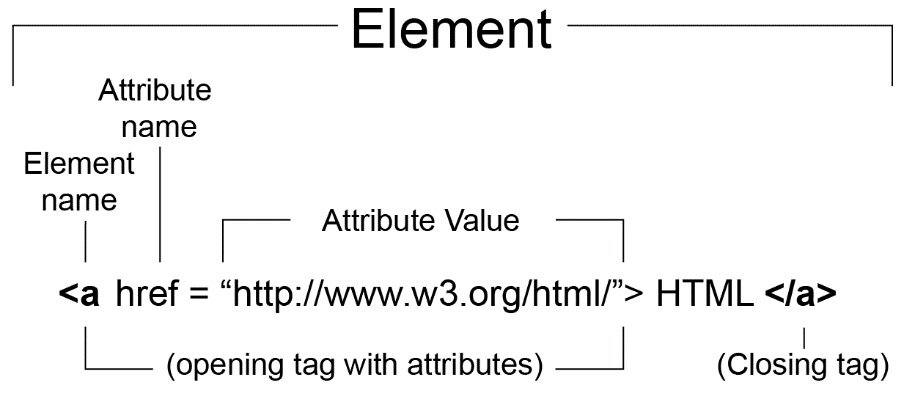 Element
Attribute
name
Element
name
Attribute Value
<a href = “http://www.w3.org/html/”> HTML </a>
(opening tag with attributes)
(Closing tag)